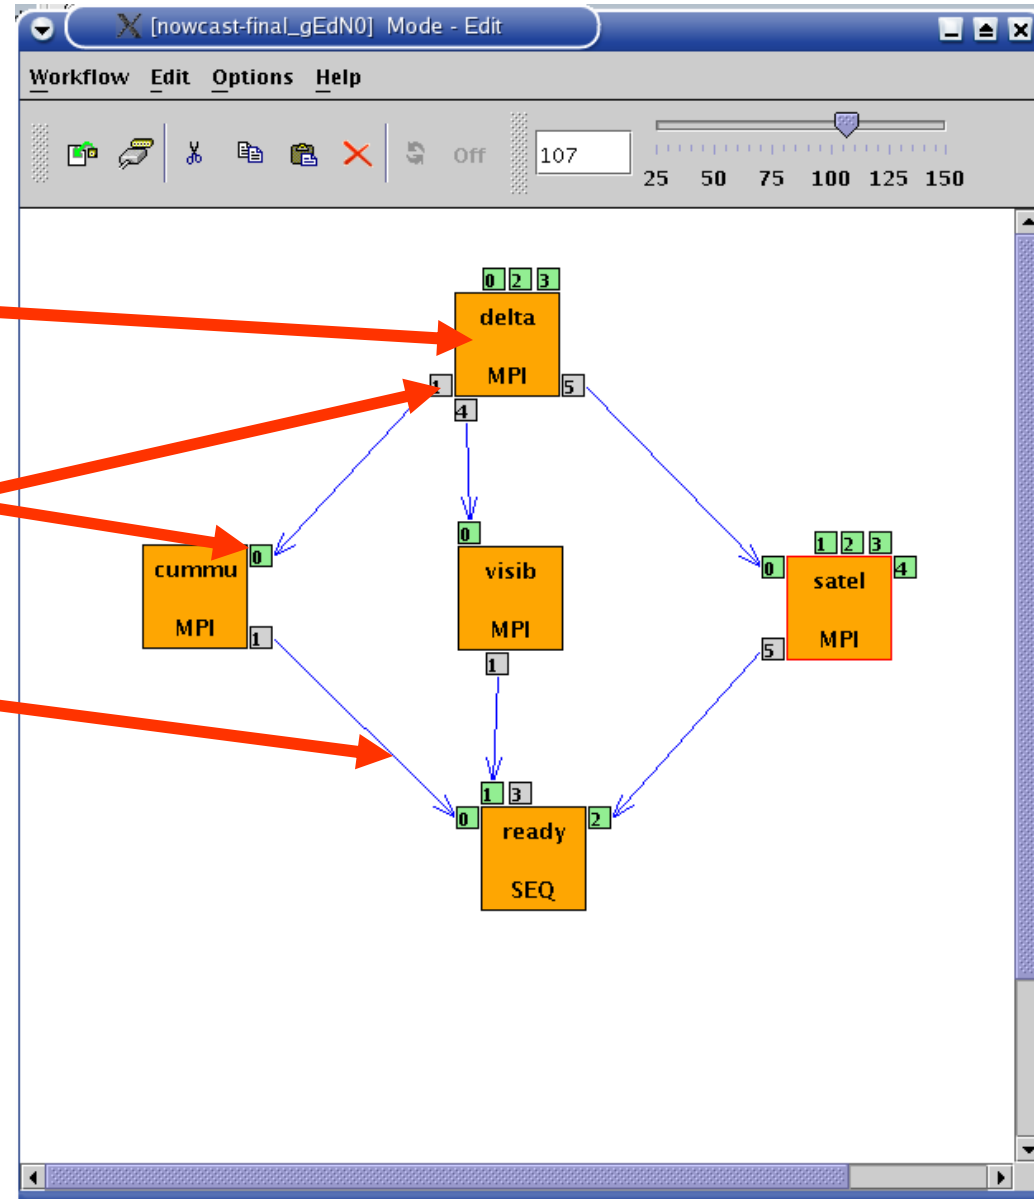 [nowcast-final_gEdN0] Mode - Edit
Workflow Edit Options Help
Off 107
25 50 75 100 125 150
0 2 3
delta
MPI
1 5
4
0
1 2 3
0 0 4
cummu visib satel
MPI MPI MPI
1 5
1
1 3
0 2
ready
SEQ